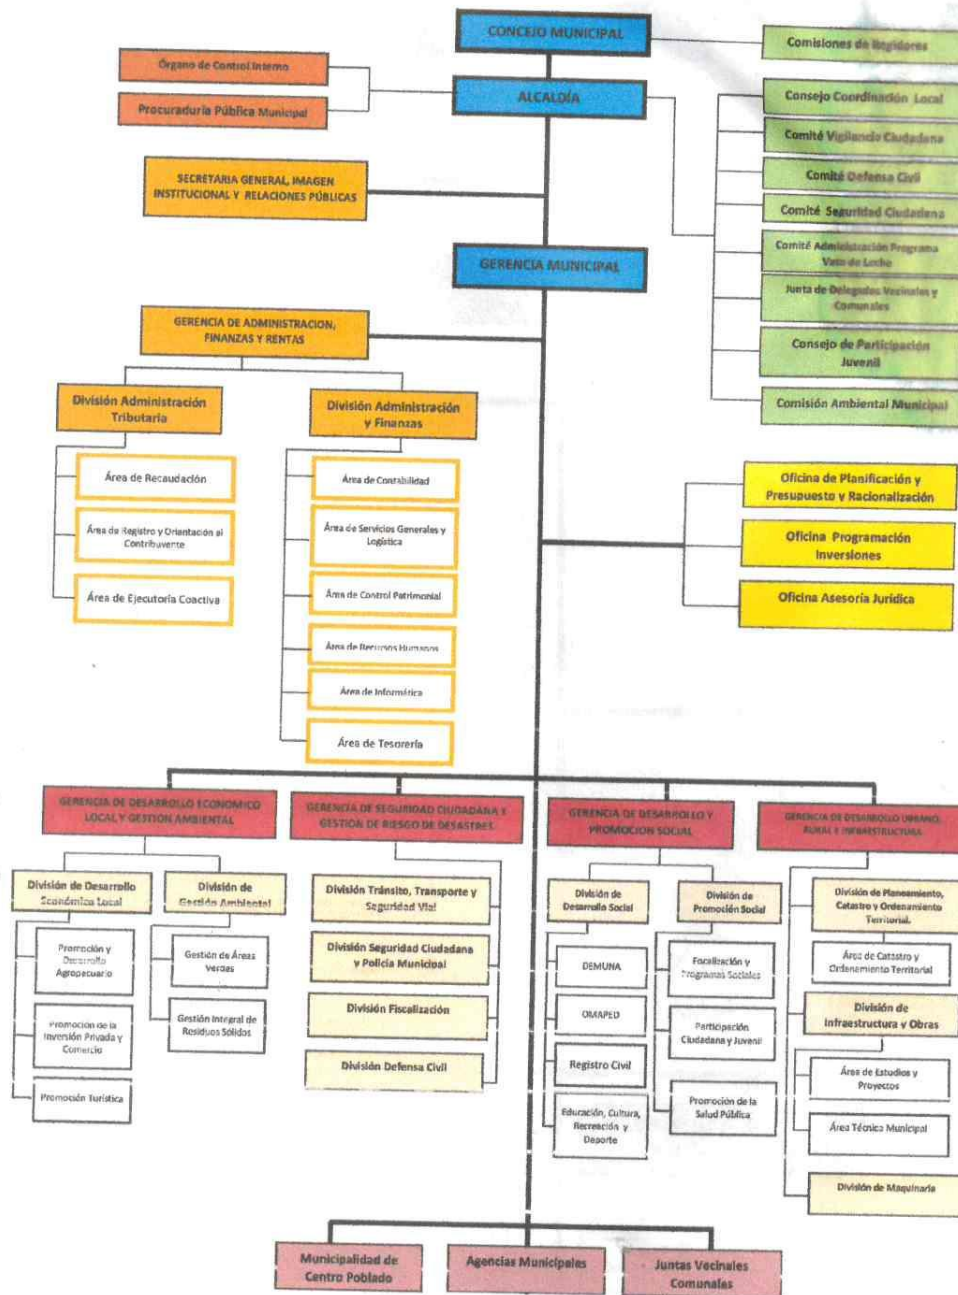 CONCEJO MUNICIPAL
Comisiones de Regidores
Órgano de Control Interno
ALCALDÍA
Procuraduría Pública Municipal
Consejo Coordinación Local
Comité Vigilancia Ciudadana
Comité Defensa Civil
Comité Seguridad Ciudadana
Comité Administración Programa
Vaso de Leche
Junta de Delegados Vecinales y
Comunales
Consejo de Participación
Juvenil
Comisión Ambiental Municipal
SECRETARIA GENERAL, IMAGEN
INSTITUCIONAL Y RELACIONES PÚBLICAS
GERENCIA MUNICIPAL
GERENCIA DE ADMINISTRACION,
FINANZAS Y RENTAS
División Administración
Tributaria
Área de Recaudación
Área de Registro y Orientación al
Contribuyente
Área de Ejecutoría Coactiva
División Administración
y Finanzas
Área de Contabilidad
Área de Servicios Generales y
Logística
Área de Control Patrimonial
Área de Recursos Humanos
Área de Informática
Área de Tesorería
Oficina de Planificación y
Presupuesto y Racionalización
Oficina Programación
Inversiones
Oficina Asesoría Jurídica
GERENCIA DE DESARROLLO ECONOMICO
LOCAL Y GESTION AMBIENTAL
División de Desarrollo
Económico Local
Promoción y
Desarrollo
Agropecuario
Promoción de la
Inversión Privada y
Comercio
Promoción Turística
División de
Gestión Ambiental
Gestión de Áreas
Verdes
Gestión Integral de
Residuos Sólidos
GERENCIA DE SEGURIDAD CIUDADANA Y
GESTION DE RIESGO DE DESASTRES
División Tránsito, Transporte y
Seguridad Vial
División Seguridad Ciudadana
y Policía Municipal
División Fiscalización
División Defensa Civil
GERENCIA DE DESARROLLO Y
PROMOCION SOCIAL
División de
Desarrollo Social
DEMUNA
OMAPED
Registro Civil
Educación, Cultura,
Recreación y
Deporte
División de
Promoción Social
Focalización y
Programas Sociales
Participación
Ciudadana y Juvenil
Promoción de la
Salud Pública
GERENCIA DE DESARROLLO URBANO,
RURAL E INFRAESTRUCTURA
División de Planeamiento,
Catastro y Ordenamiento
Territorial.
Área de Catastro y
Ordenamiento Territorial
División de
Infraestructura y Obras
Área de Estudios y
Proyectos
Área Técnica Municipal
División de Maquinaria
Municipalidad de
Centro Poblado
Agencias Municipales
Juntas Vecinales
Comunales